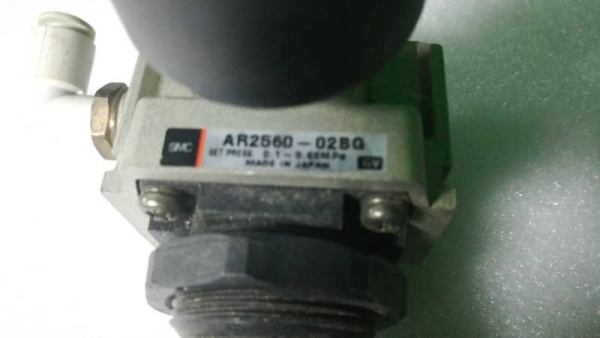 SMC
AR2560-02BG
SET PRESS. 0.1~0.85MPa
MADE IN JAPAN